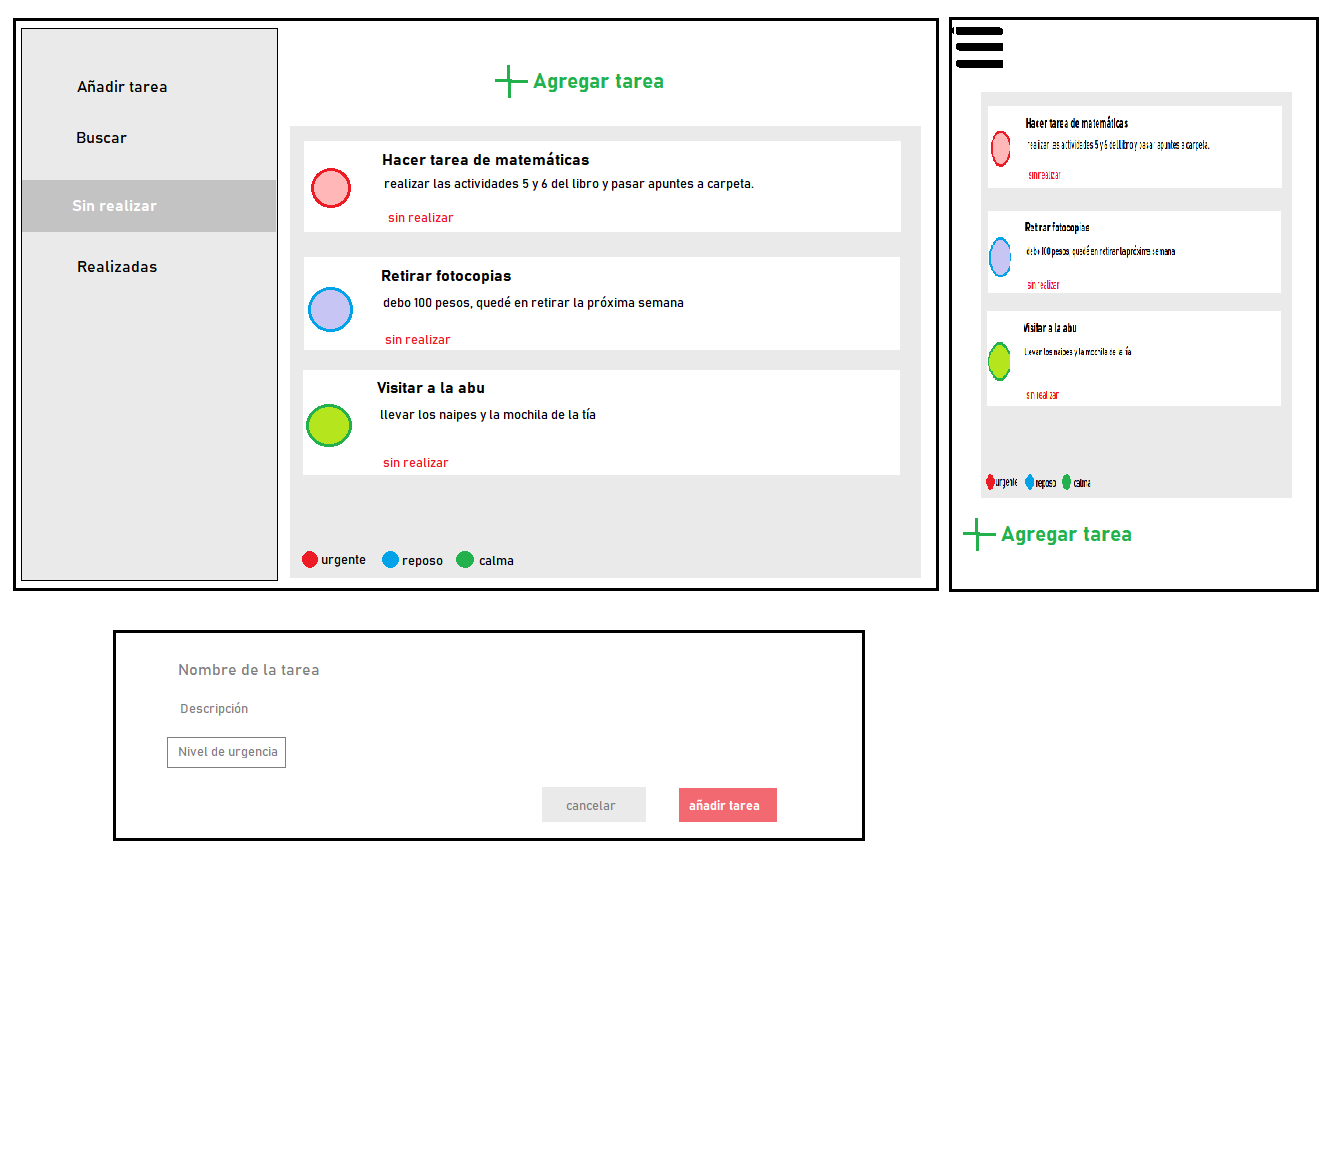 Añadir tarea
Buscar
Sin realizar
Realizadas
Agregar tarea
Hacer tarea de matemáticas
realizar las actividades 5 y 6 del libro y pasar apuntes a carpeta.
sin realizar
Retirar fotocopias
debo 100 pesos, quedé en retirar la próxima semana
sin realizar
Visitar a la abu
llevar los naipes y la mochila de la tía
sin realizar
urgente reposo calma
Hacer tarea de matemáticas
realizar las actividades 5 y 6 del libro y pasar apuntes a carpeta.
sin realizar
Retirar fotocopias
debo 100 pesos, quedé en retirar la próxima semana
sin realizar
Visitar a la abu
llevar los naipes y la mochila de la tía
sin realizar
urgente reposo calma
Agregar tarea
Nombre de la tarea
Descripción
Nivel de urgencia
cancelar añadir tarea